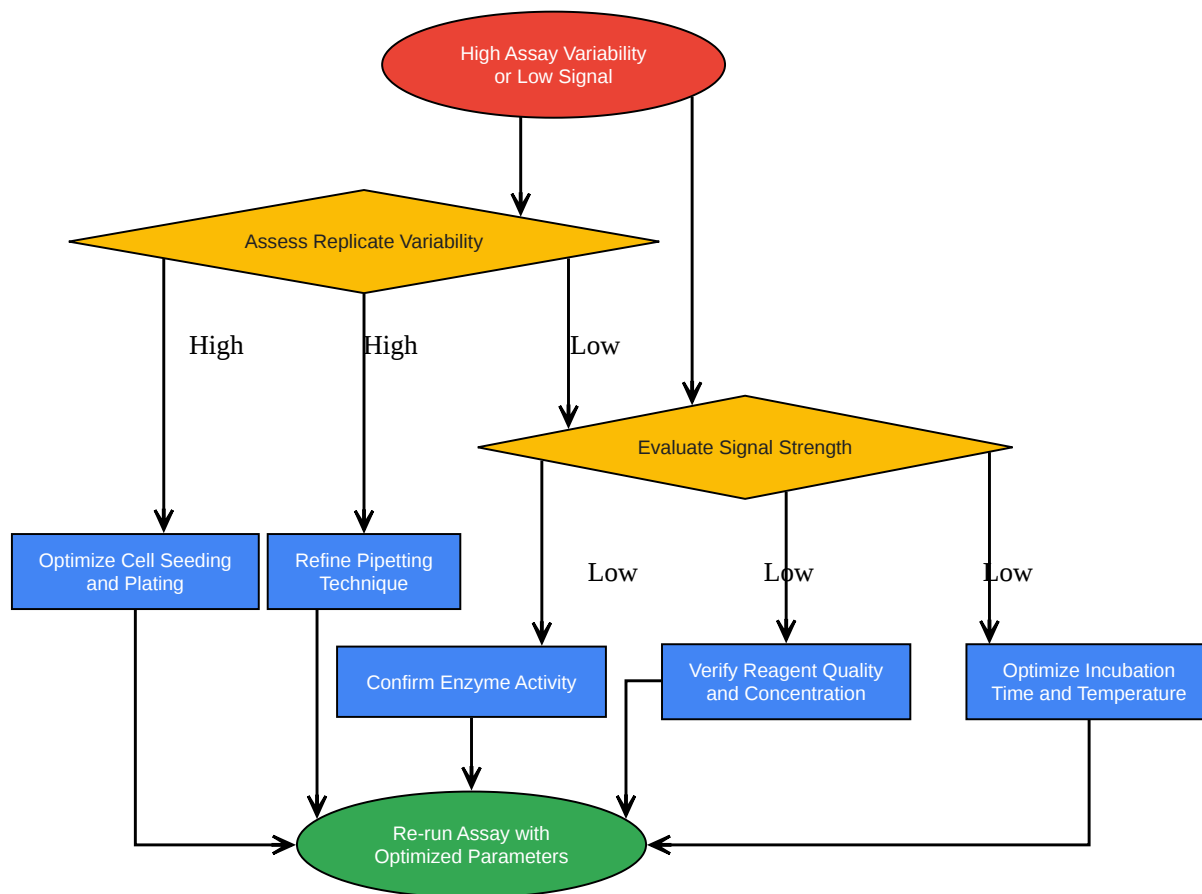 High Assay Variability
or Low Signal
Assess Replicate Variability
High
High
Low
Evaluate Signal Strength
Optimize Cell Seeding
and Plating
Refine Pipetting
Technique
Low
Low
Low
Confirm Enzyme Activity
Verify Reagent Quality
and Concentration
Optimize Incubation
Time and Temperature
Re-run Assay with
Optimized Parameters